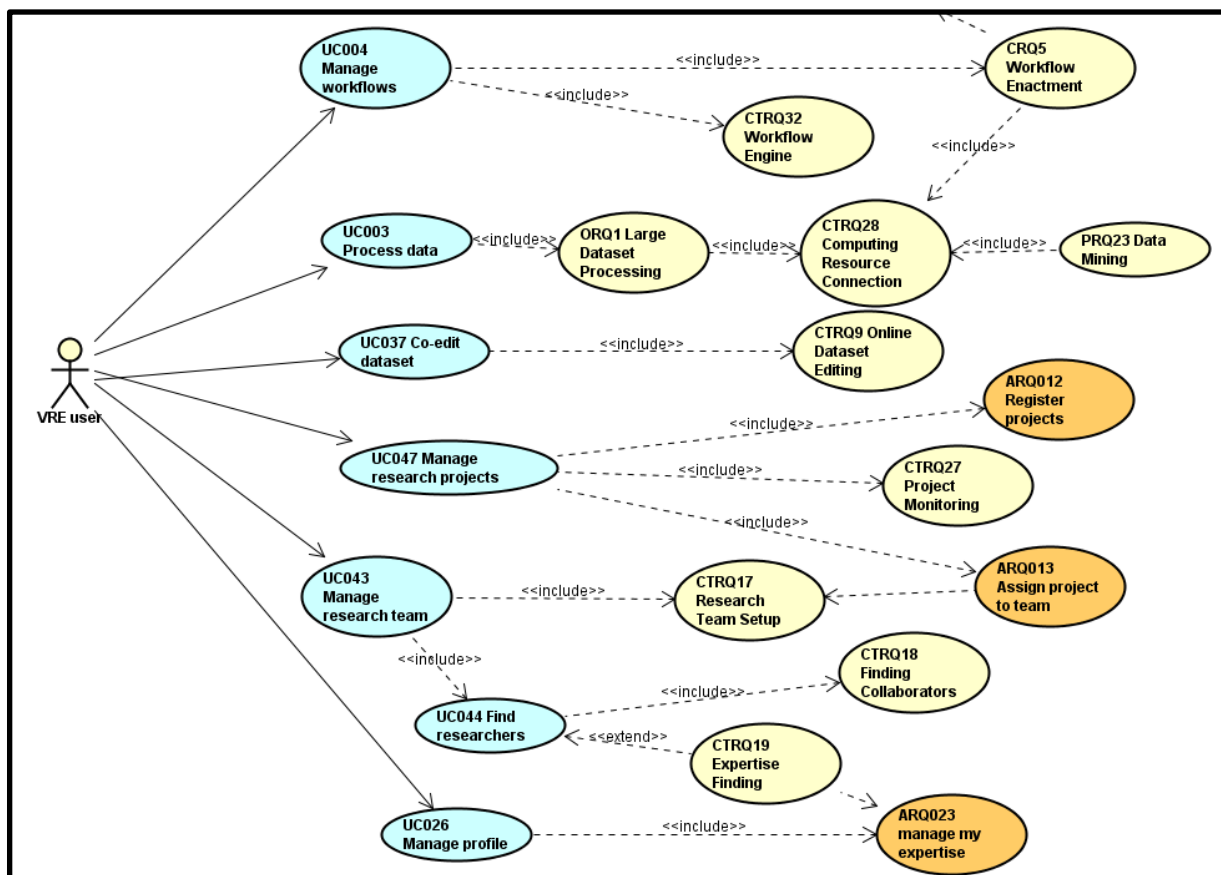 UC004
Manage
workflows
<<include>>
CRQ5
Workflow
Enactment
<<include>>
CTRQ32
Workflow
Engine
<<include>>
UC003
Process data
<<include>>
ORQ1 Large
Dataset
Processing
<<include>>
CTRQ28
Computing
Resource
Connection
<<include>>
PRQ23 Data
Mining
VRE user
UC037 Co-edit
dataset
<<include>>
CTRQ9 Online
Dataset
Editing
UC047 Manage
research projects
<<include>>
ARQ012
Register
projects
<<include>>
CTRQ27
Project
Monitoring
<<include>>
ARQ013
Assign project
to team
UC043
Manage
research team
<<include>>
CTRQ17
Research
Team Setup
<<include>>
UC044 Find
researchers
<<include>>
CTRQ18
Finding
Collaborators
<<extend>>
CTRQ19
Expertise
Finding
UC026
Manage profile
<<include>>
ARQ023
manage my
expertise